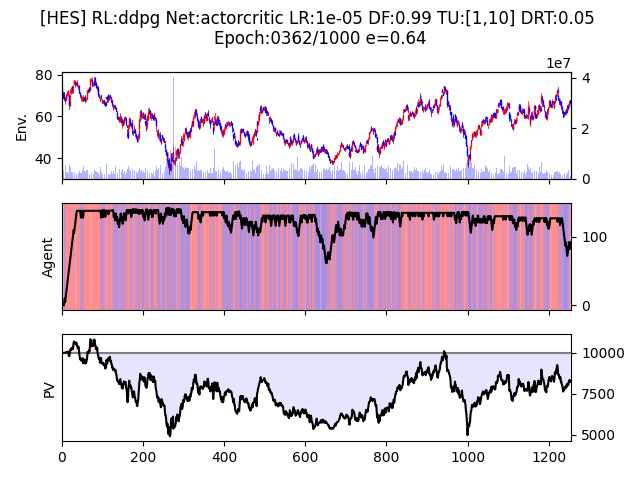 [HES] RL:ddpg Net:actorcritic LR:1e-05 DF:0.99 TU:[1,10] DRT:0.05
Epoch:0362/1000 e=0.64
1e7
80
60
40
Env.
4
2
0
Agent
100
0
PV
10000
7500
5000
0 200 400 600 800 1000 1200